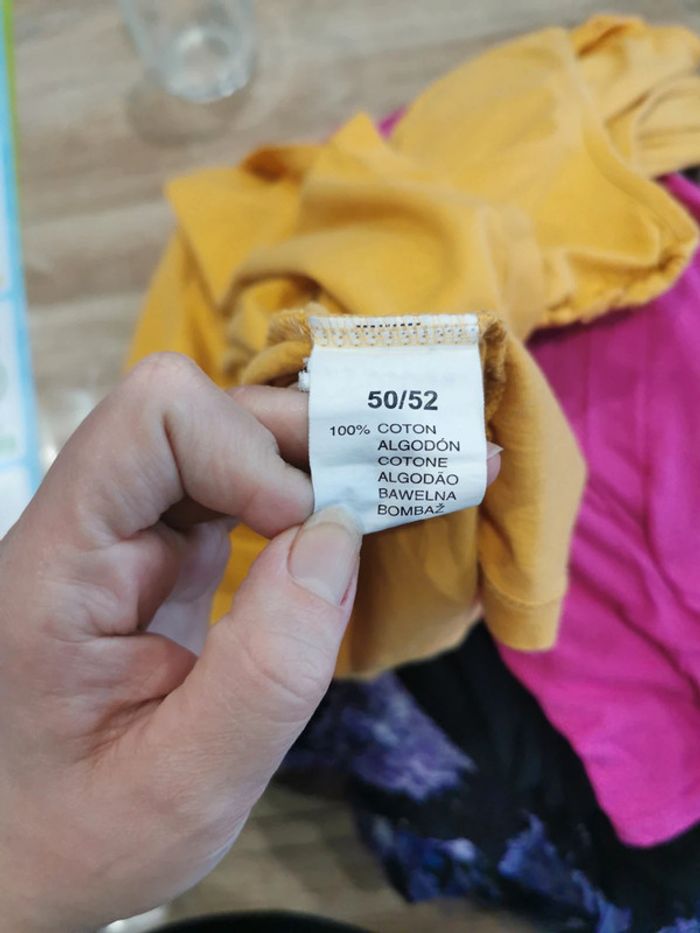 50/52
100% COTON
ALGODÓN
COTONE
ALGODÃO
BAWELNA
BOMBAŽ